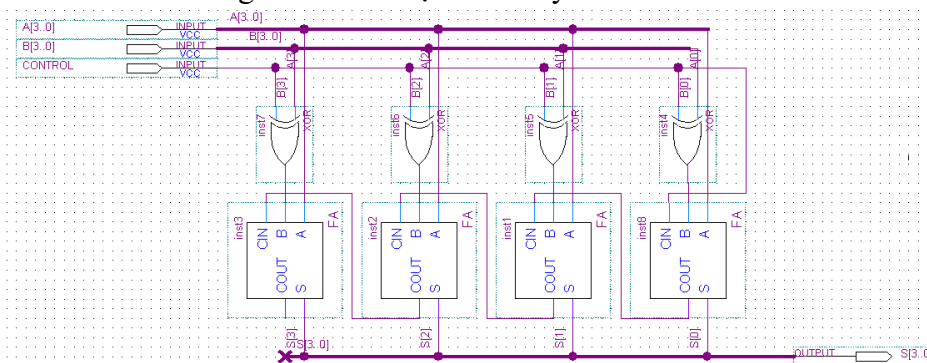 A[3..0]
INPUT
VCC
A[3..0]
B[3..0]
INPUT
VCC
B[3..0]
CONTROL
INPUT
VCC
A[3]
A[2]
A[1]
A[0]
B[3]
B[2]
B[1]
B[0]
inst7
XOR
inst6
XOR
inst5
XOR
inst4
XOR
inst3
CIN
B
A
FA
COUT
S
inst2
CIN
B
A
FA
COUT
S
inst1
CIN
B
A
FA
COUT
S
inst8
CIN
B
A
FA
COUT
S
S[3]
S[2]
S[1]
S[0]
S[3..0]
OUTPUT